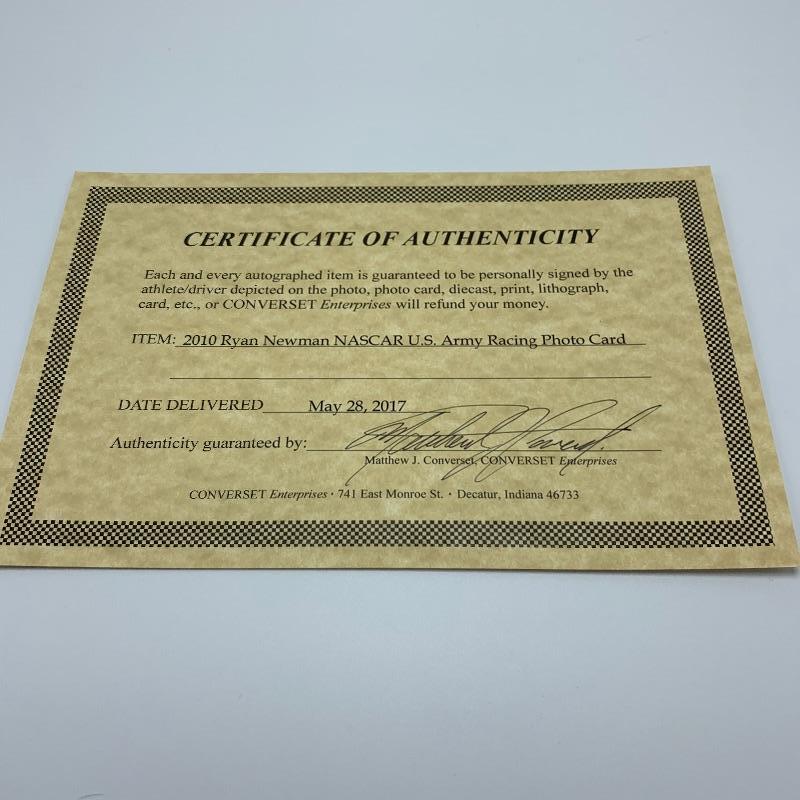 CERTIFICATE OF AUTHENTICITY
Each and every autographed item is guaranteed to be personally signed by the
athlete/driver depicted on the photo, photo card, diecast, print, lithograph,
card, etc., or CONVERSET Enterprises will refund your money.
ITEM: 2010 Ryan Newman NASCAR U.S. Army Racing Photo Card
DATE DELIVERED May 28, 2017
Authenticity guaranteed by: Matthew J Converset
Matthew J. Converset, CONVERSET Enterprises
CONVERSET Enterprises · 741 East Monroe St. · Decatur, Indiana 46733